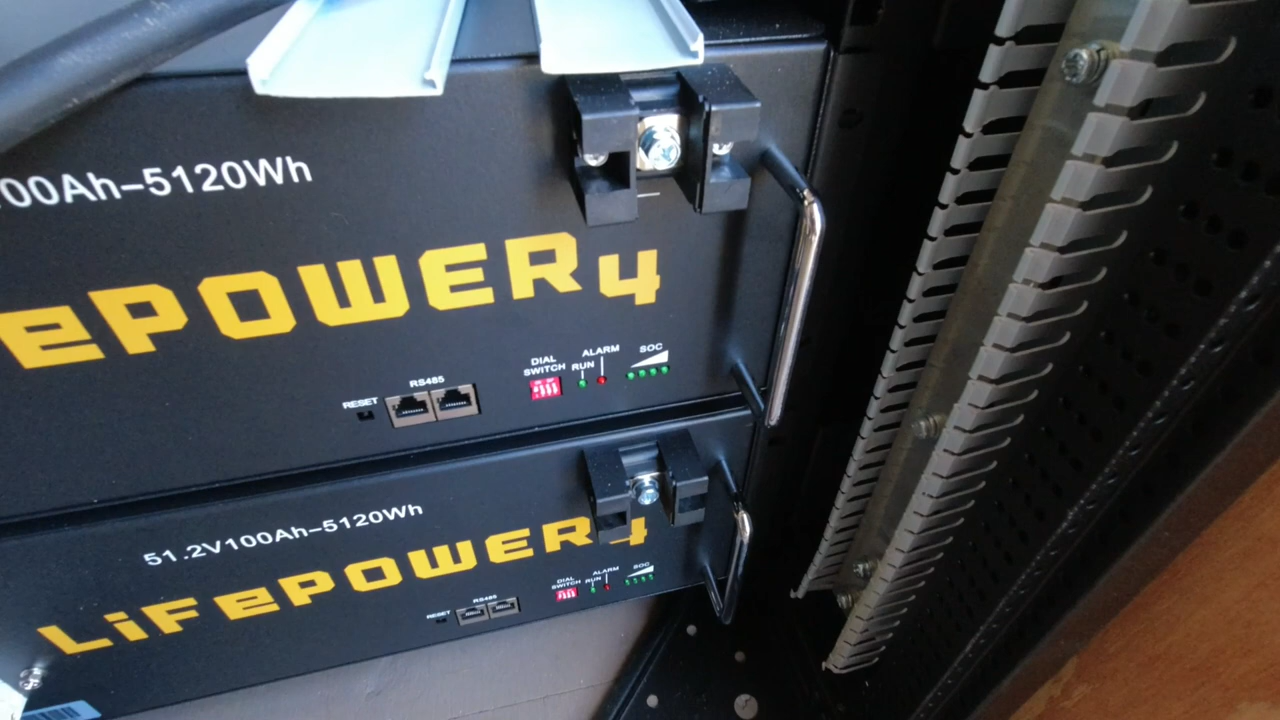 00Ah-5120Wh
ePOWER4
DIAL SWITCH
RUN
ALARM
SOC
RS485
RESET
51.2V100Ah-5120Wh
LiFePOWER4
DIAL SWITCH
RUN
ALARM
SOC
RS485
RESET